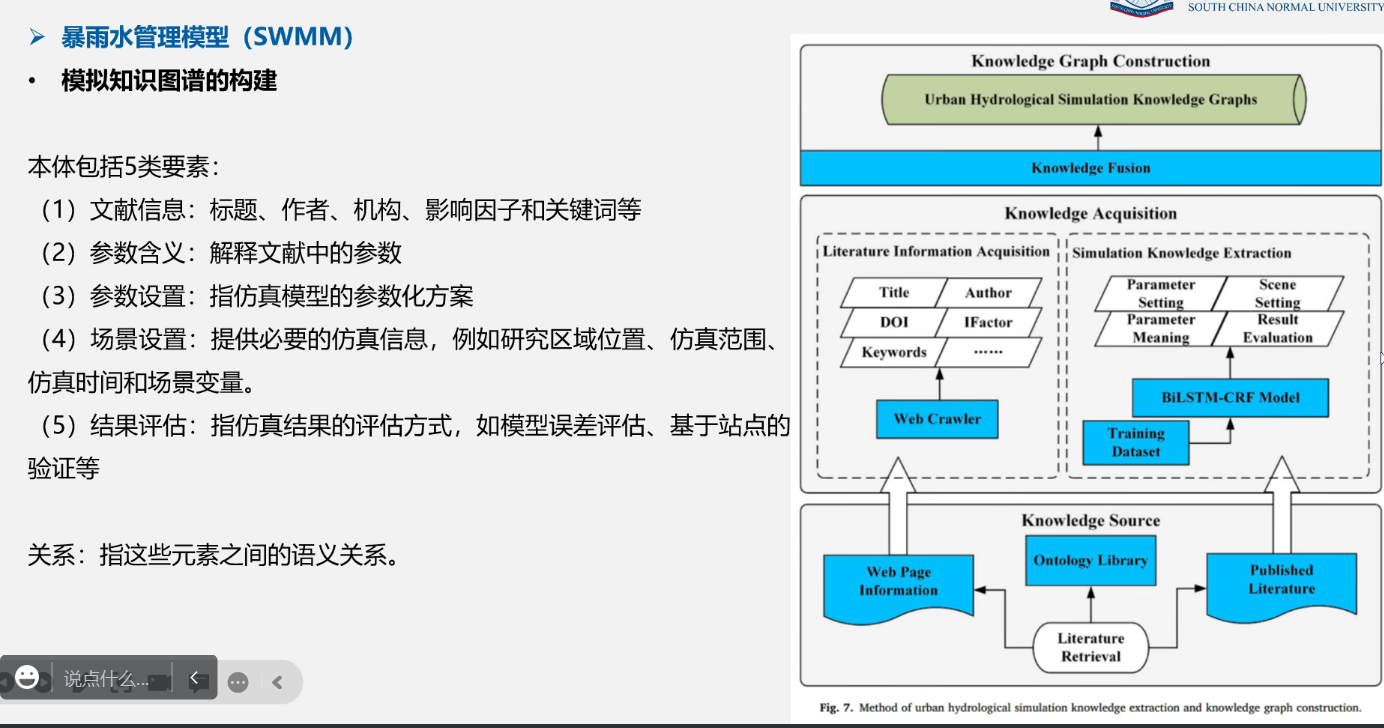 SOUTH CHINA NORMAL UNIVERSITY
➢ 暴雨水管理模型（SWMM）
• 模拟知识图谱的构建
本体包括5类要素：
（1）文献信息：标题、作者、机构、影响因子和关键词等
（2）参数含义：解释文献中的参数
（3）参数设置：指仿真模型的参数化方案
（4）场景设置：提供必要的仿真信息，例如研究区域位置、仿真范围、
仿真时间和场景变量。
（5）结果评估：指仿真结果的评估方式，如模型误差评估、基于站点的
验证等
关系：指这些元素之间的语义关系。
说点什么...
Knowledge Graph Construction
Urban Hydrological Simulation Knowledge Graphs
Knowledge Fusion
Knowledge Acquisition
Literature Information Acquisition
Title
Author
DOI
IFactor
Keywords
……
Web Crawler
Simulation Knowledge Extraction
Parameter
Setting
Scene
Setting
Parameter
Meaning
Result
Evaluation
BiLSTM-CRF Model
Training
Dataset
Knowledge Source
Web Page
Information
Ontology Library
Published
Literature
Literature
Retrieval
Fig. 7. Method of urban hydrological simulation knowledge extraction and knowledge graph construction.